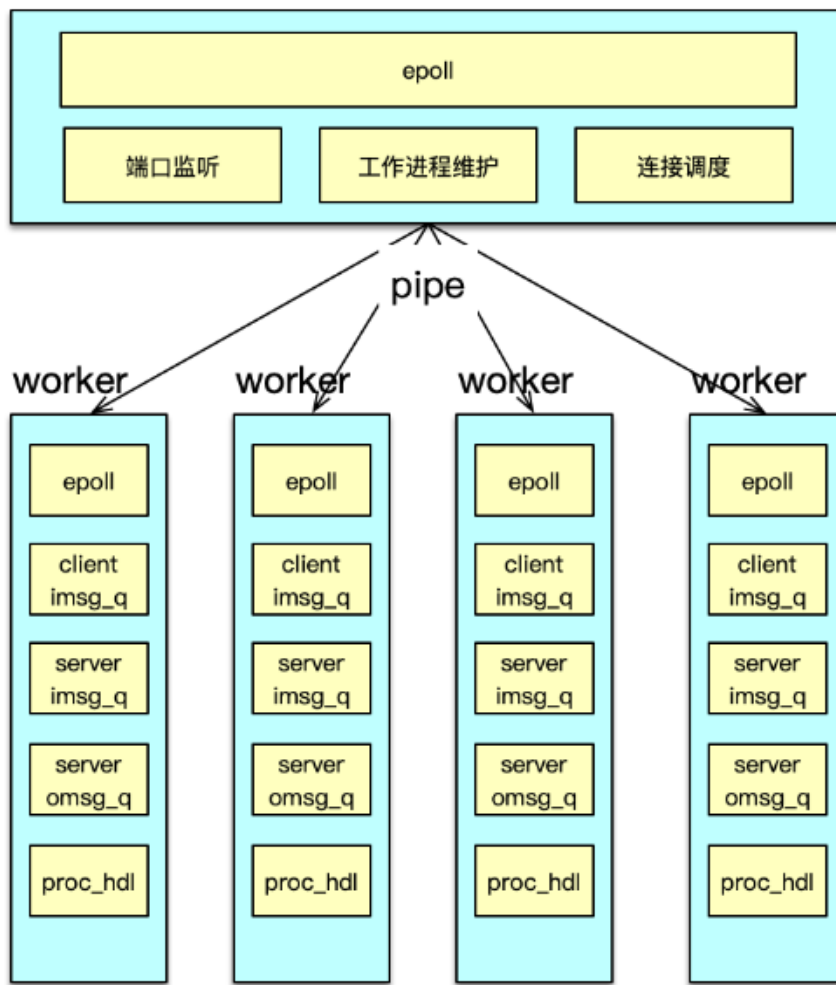 epoll
端口监听
工作进程维护
连接调度
pipe
worker
worker
worker
worker
epoll
client
imsg_q
server
imsg_q
server
omsg_q
proc_hdl
epoll
client
imsg_q
server
imsg_q
server
omsg_q
proc_hdl
epoll
client
imsg_q
server
imsg_q
server
omsg_q
proc_hdl
epoll
client
imsg_q
server
imsg_q
server
omsg_q
proc_hdl